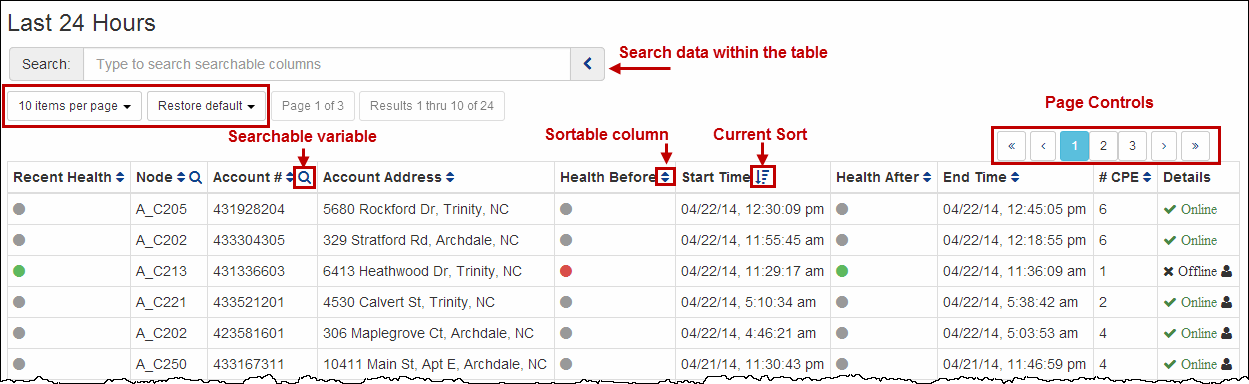 Last 24 Hours
Search: Type to search searchable columns
Search data within the table
10 items per page Restore default Page 1 of 3 Results 1 thru 10 of 24
Page Controls
Searchable variable Sortable column Current Sort
« ‹ 1 2 3 › »
Recent Health Node Account # Account Address Health Before Start Time Health After End Time # CPE Details
A_C205 431928204 5680 Rockford Dr, Trinity, NC 04/22/14, 12:30:09 pm 04/22/14, 12:45:05 pm 6 Online
A_C202 433304305 329 Stratford Rd, Archdale, NC 04/22/14, 11:55:45 am 04/22/14, 12:18:55 pm 6 Online
A_C213 431336603 6413 Heathwood Dr, Trinity, NC 04/22/14, 11:29:17 am 04/22/14, 11:36:09 am 1 Offline
A_C221 433521201 4530 Calvert St, Trinity, NC 04/22/14, 5:10:34 am 04/22/14, 5:38:42 am 2 Online
A_C202 423581601 306 Maplegrove Ct, Archdale, NC 04/22/14, 4:46:21 am 04/22/14, 5:03:53 am 4 Online
A_C250 433167311 10411 Main St, Apt E, Archdale, NC 04/21/14, 11:30:43 pm 04/21/14, 11:46:59 pm 4 Online